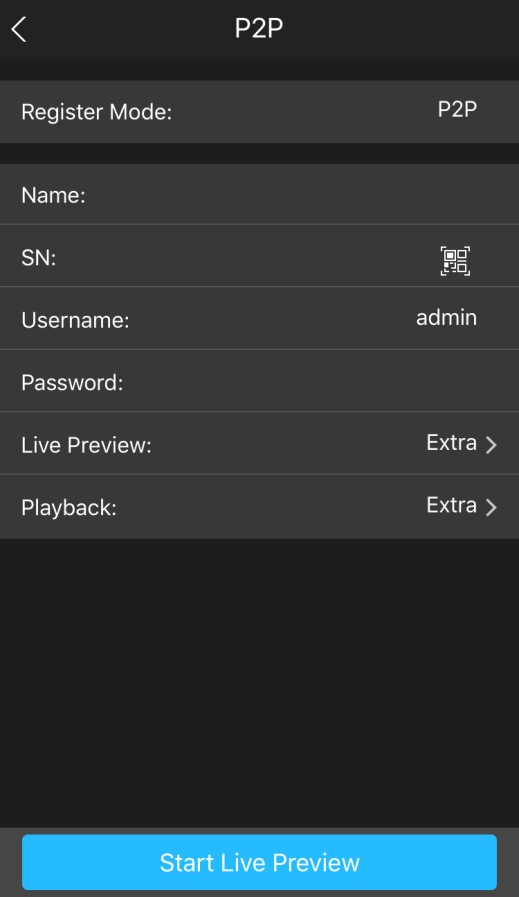 P2P
Register Mode: P2P
Name:
SN:
Username: admin
Password:
Live Preview: Extra
Playback: Extra
Start Live Preview